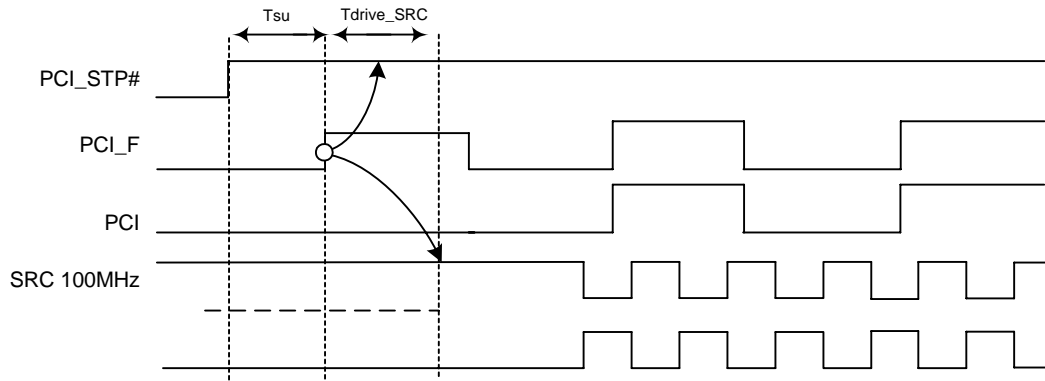 Tsu
Tdrive_SRC
PCI_STP#
PCI_F
PCI
SRC 100MHz